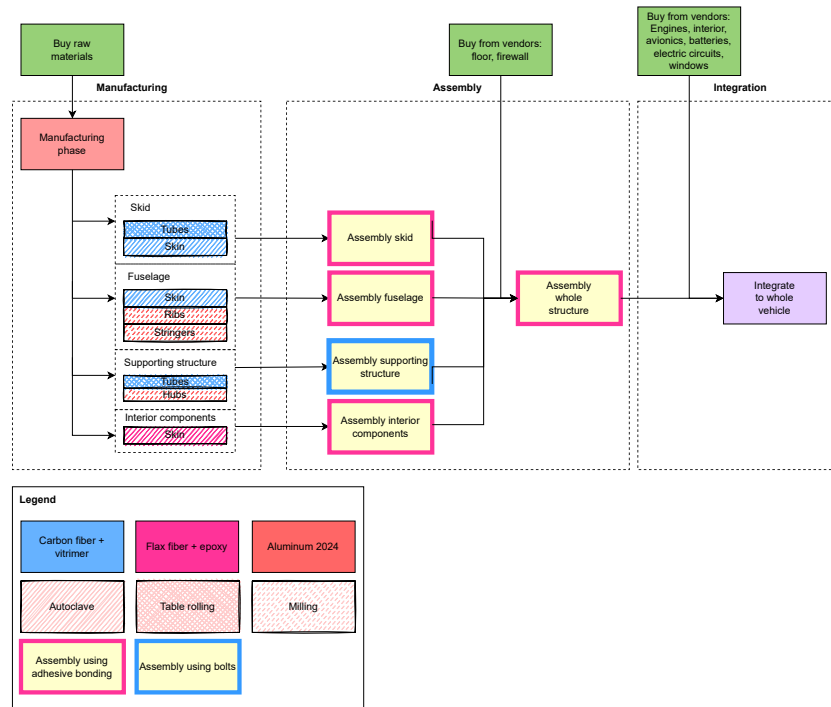 Buy raw
materials
Buy from vendors:
floor, firewall
Buy from vendors:
Engines, interior,
avionics, batteries,
electric circuits,
windows
Manufacturing
Assembly
Integration
Manufacturing
phase
Skid
Tubes
Skin
Fuselage
Skin
Ribs
Stringers
Supporting structure
Tubes
Hubs
Interior components
Skin
Assembly skid
Assembly fuselage
Assembly supporting
structure
Assembly interior
components
Assembly
whole
structure
Integrate
to whole
vehicle
Legend
Carbon fiber +
vitrimer
Flax fiber + epoxy
Aluminum 2024
Autoclave
Table rolling
Milling
Assembly using
adhesive bonding
Assembly using bolts